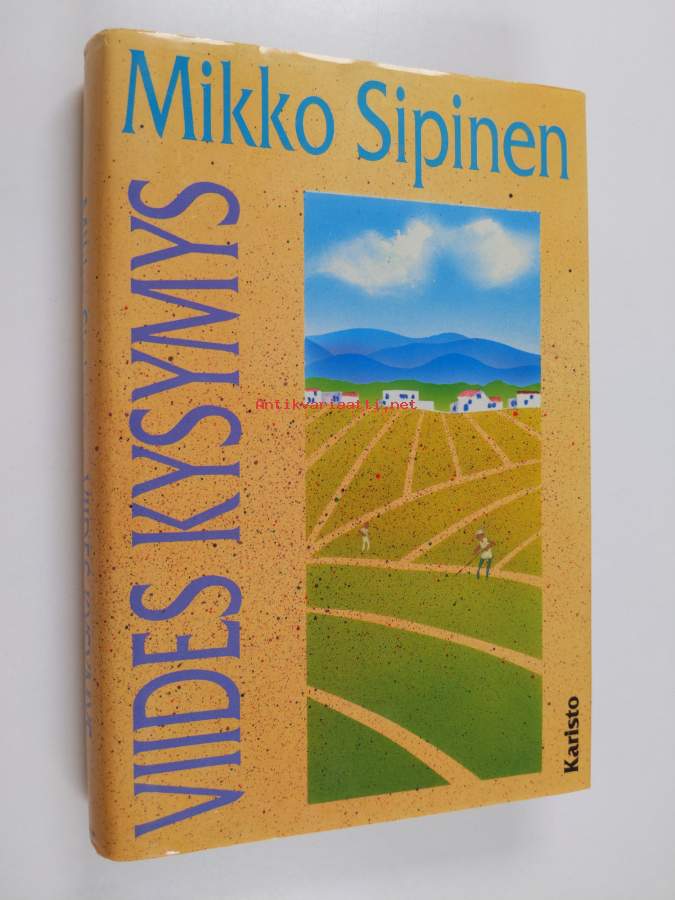 Mikko Sipinen
VIIDES KYSYMYS
Antikvariaatti.net
Karisto